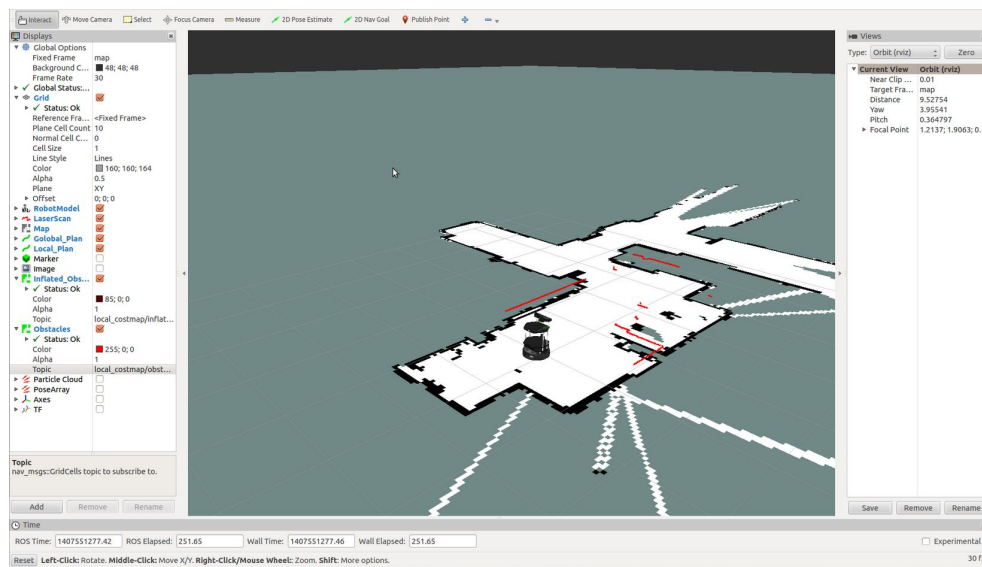 Interact Move Camera Select Focus Camera Measure 2D Pose Estimate 2D Nav Goal Publish Point
Displays
Global Options
Fixed Frame map
Background C... 48; 48; 48
Frame Rate 30
Global Status:...
Grid
Status: Ok
Reference Fra... <Fixed Frame>
Plane Cell Count 10
Normal Cell C... 0
Cell Size 1
Line Style Lines
Color 160; 160; 164
Alpha 0.5
Plane XY
Offset 0; 0; 0
RobotModel
LaserScan
Map
Golobal_Plan
Local_Plan
Marker
Image
Inflated_Obs...
Status: Ok
Color 85; 0; 0
Alpha 1
Topic local_costmap/inflat...
Obstacles
Status: Ok
Color 255; 0; 0
Alpha 1
Topic local_costmap/obst...
Particle Cloud
PoseArray
Axes
TF
Topic
nav_msgs::GridCells topic to subscribe to.
Add Remove Rename
Views
Type: Orbit (rviz) Zero
Current View Orbit (rviz)
Near Clip ... 0.01
Target Fra... map
Distance 9.52754
Yaw 3.95541
Pitch 0.364797
Focal Point 1.2137; 1.9063; 0.
Save Remove Rename
Time
ROS Time: 1407551277.42 ROS Elapsed: 251.65 Wall Time: 1407551277.46 Wall Elapsed: 251.65 Experimental
Reset Left-Click: Rotate. Middle-Click: Move X/Y. Right-Click/Mouse Wheel:: Zoom. Shift: More options. 30 f